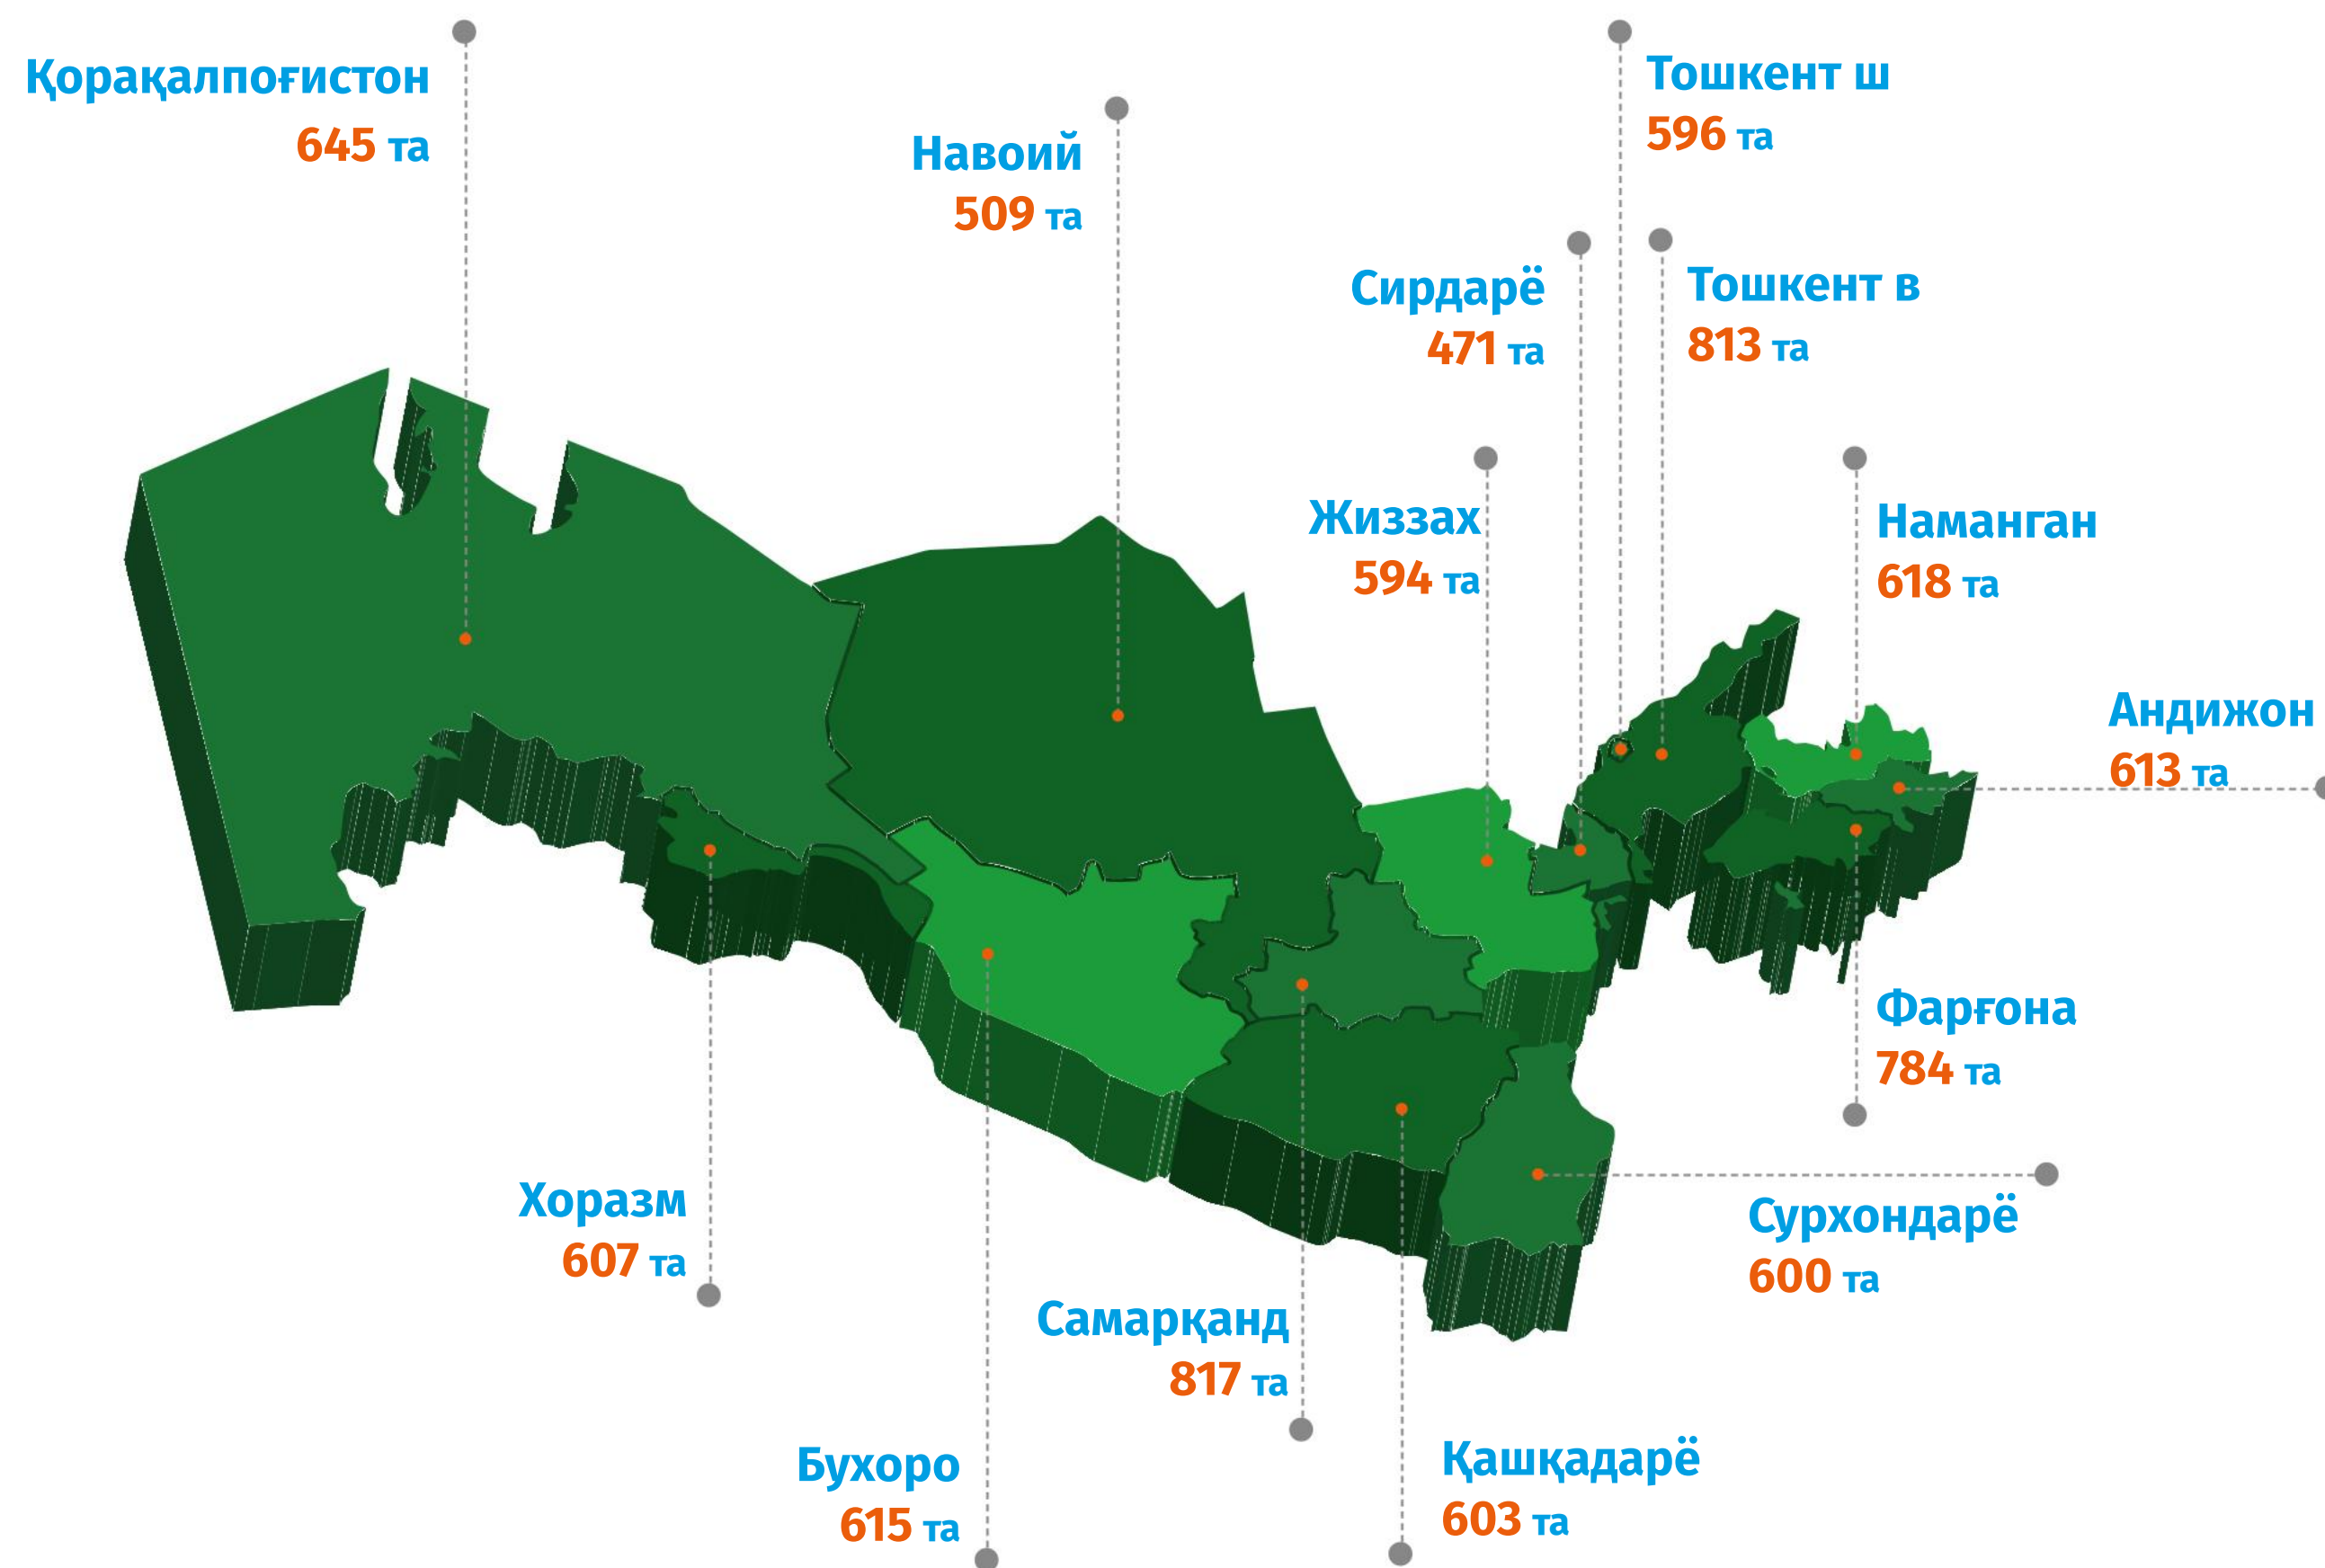 Қорақалпоғистон
645 та
Навоий
509 та
Тошкент ш
596 та
Сирдарё
471 та
Тошкент в
813 та
Жиззах
594 та
Наманган
618 та
Андижон
613 та
Фарғона
784 та
Хоразм
607 та
Сурхондарё
600 та
Самарқанд
817 та
Бухоро
615 та
Қашқадарё
603 та